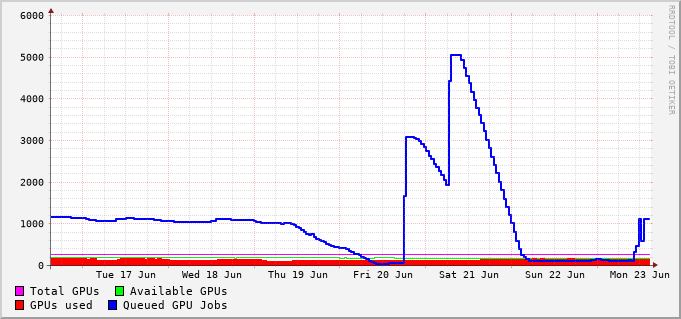 RRDTOOL / TOBI OETIKER
6000
5000
4000
3000
2000
1000
0
Tue 17 Jun Wed 18 Jun Thu 19 Jun Fri 20 Jun Sat 21 Jun Sun 22 Jun Mon 23 Jun
Total GPUs Available GPUs
GPUs used Queued GPU Jobs